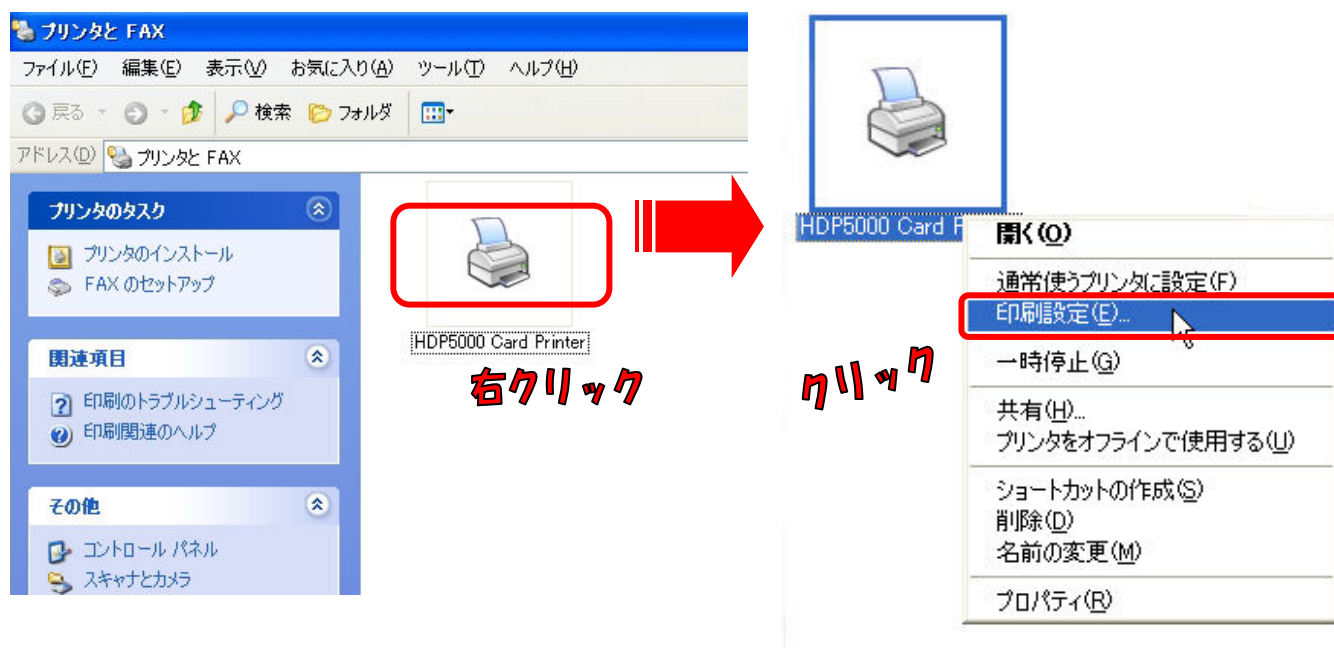 プリンタと FAX
ファイル(F) 編集(E) 表示(V) お気に入り(A) ツール(T) ヘルプ(H)
戻る 検索 フォルダ
アドレス(D) プリンタと FAX
プリンタのタスク
プリンタのインストール
FAX のセットアップ
関連項目
印刷のトラブルシューティング
印刷関連のヘルプ
その他
コントロール パネル
スキャナとカメラ
HDP5000 Card Printer
右クリック
HDP5000 Card
クリック
開く(O)
通常使うプリンタに設定(F)
印刷設定(E)...
一時停止(G)
共有(H)...
プリンタをオフラインで使用する(U)
ショートカットの作成(S)
削除(D)
名前の変更(M)
プロパティ(R)